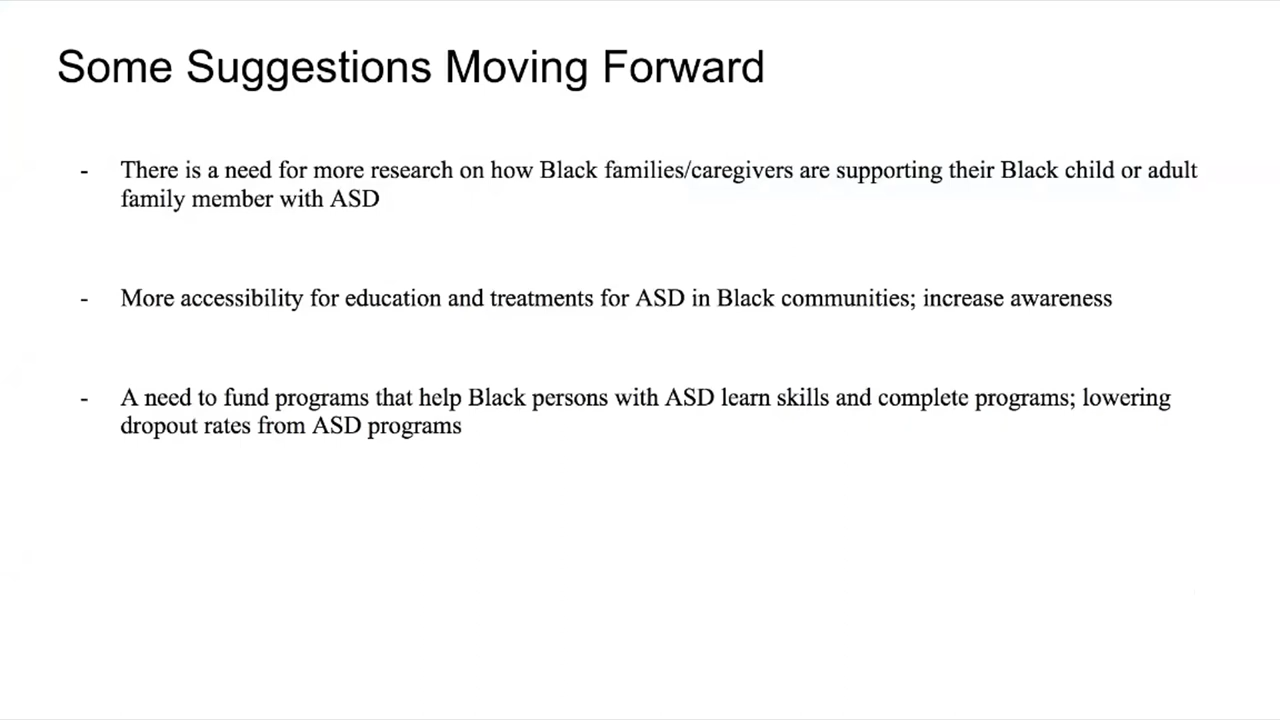 Some Suggestions Moving Forward
- There is a need for more research on how Black families/caregivers are supporting their Black child or adult
family member with ASD
- More accessibility for education and treatments for ASD in Black communities; increase awareness
- A need to fund programs that help Black persons with ASD learn skills and complete programs; lowering
dropout rates from ASD programs